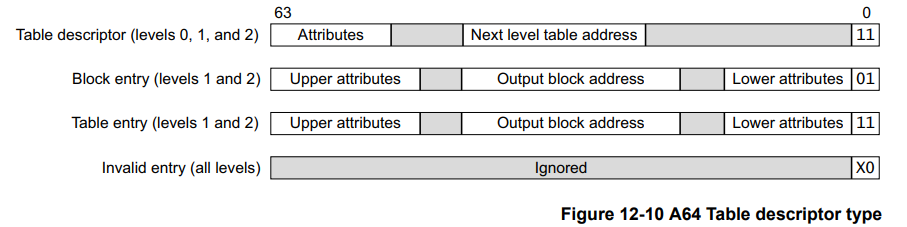 63 0
Table descriptor (levels 0, 1, and 2) Attributes Next level table address 11
Block entry (levels 1 and 2) Upper attributes Output block address Lower attributes 01
Table entry (levels 1 and 2) Upper attributes Output block address Lower attributes 11
Invalid entry (all levels) Ignored X0
Figure 12-10 A64 Table descriptor type